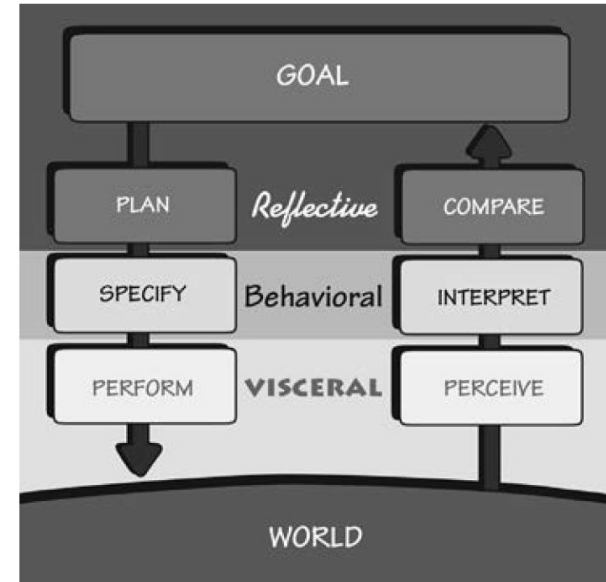 GOAL
PLAN Reflective COMPARE
SPECIFY Behavioral INTERPRET
PERFORM VISCERAL PERCEIVE
WORLD